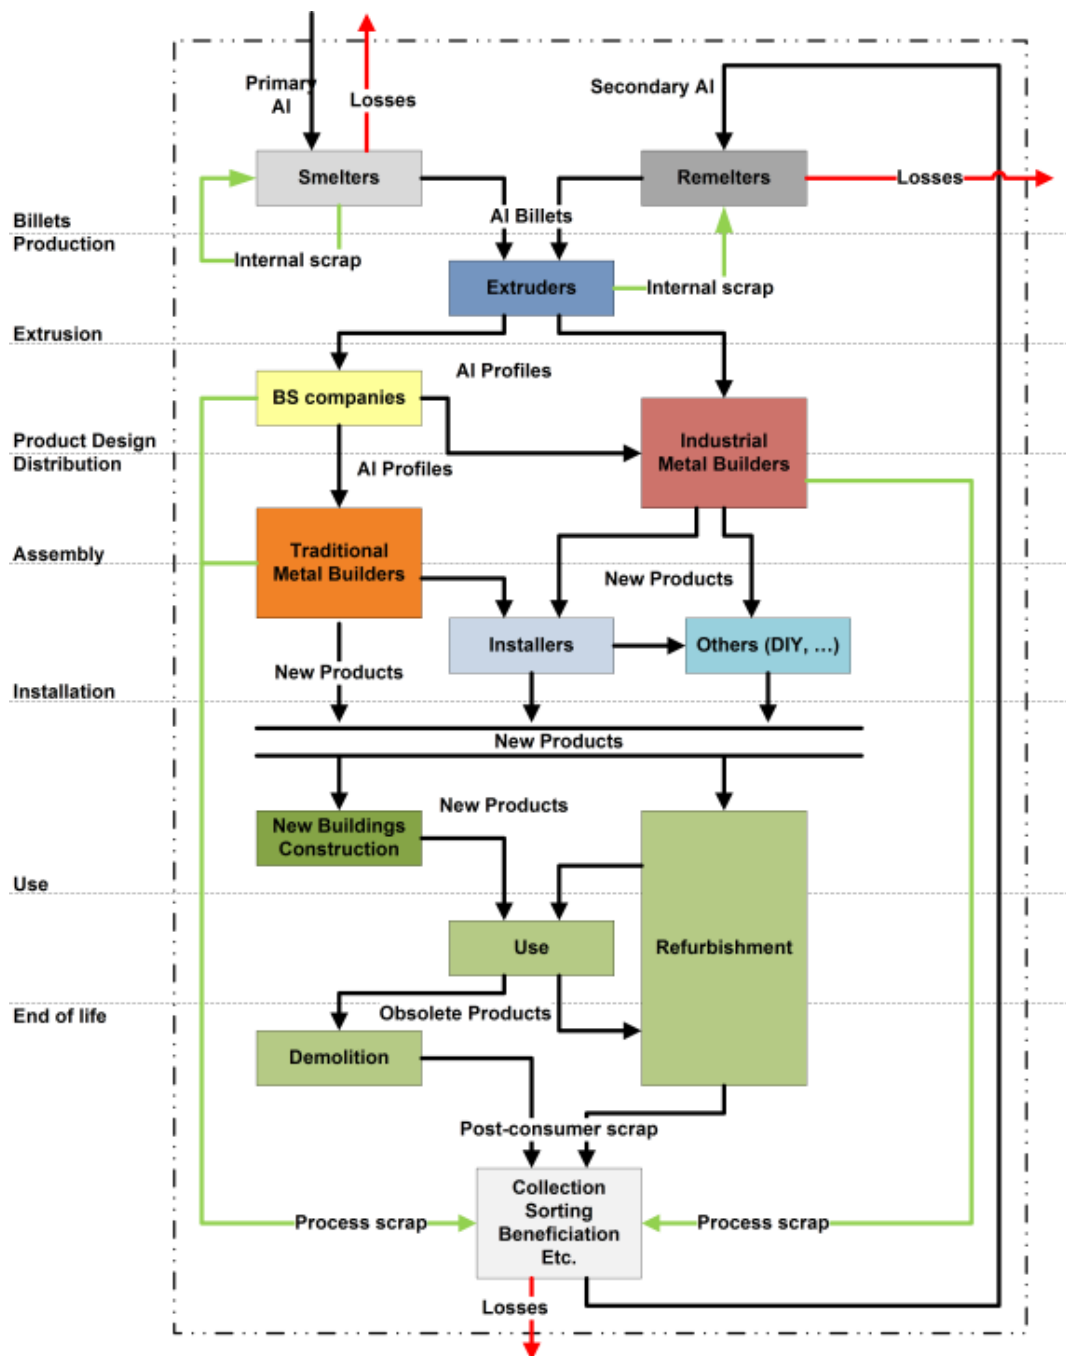 Primary
Al
Losses
Secondary Al
Smelters
Remelters
Losses
Billets
Production
Al Billets
Internal scrap
Extruders
Internal scrap
Extrusion
Al Profiles
BS companies
Product Design
Distribution
Industrial
Metal Builders
Al Profiles
Assembly
Traditional
Metal Builders
New Products
Installers
Others (DIY, ...)
New Products
Installation
New Products
New Products
New Buildings
Construction
Use
Use
Refurbishment
End of life
Obsolete Products
Demolition
Post-consumer scrap
Collection
Sorting
Beneficiation
Etc.
Process scrap
Process scrap
Losses